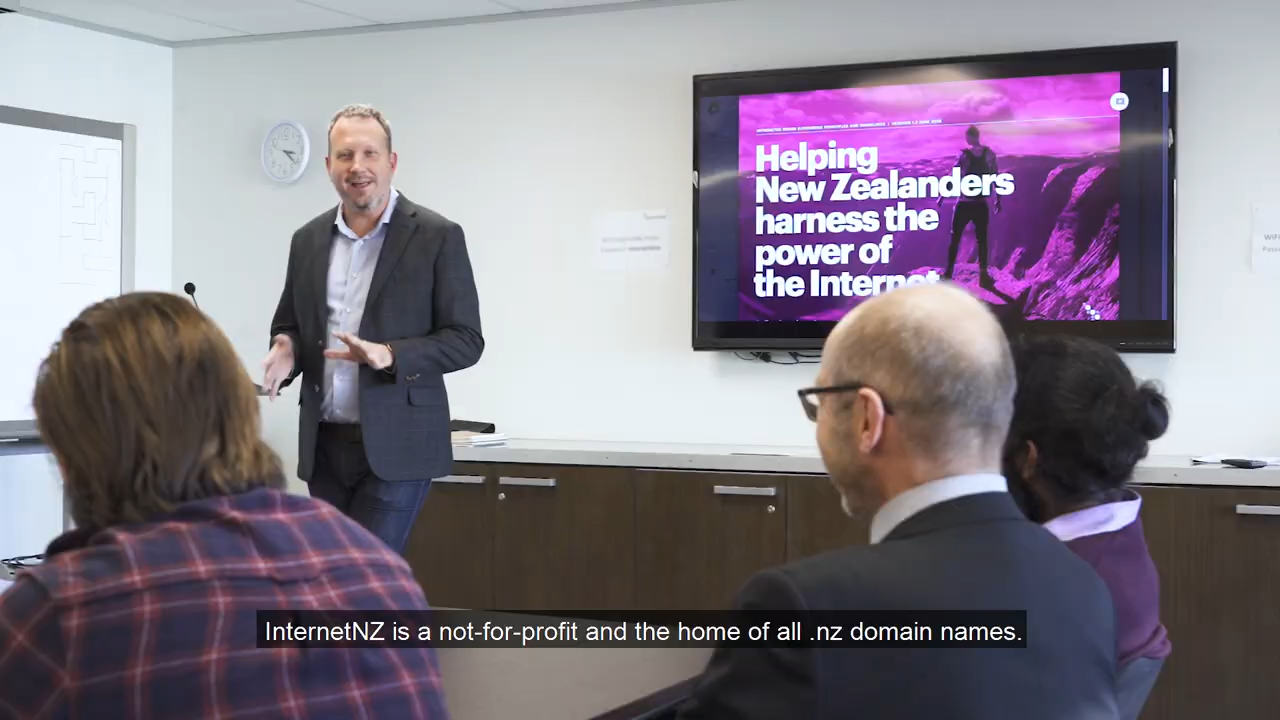 Helping
New Zealanders
harness the
power of
the Internet
WiFi
InternetNZ is a not-for-profit and the home of all .nz domain names.